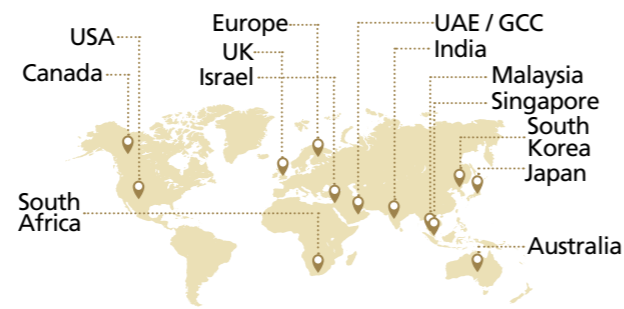 Europe
UAE / GCC
USA
UK
India
Canada
Israel
Malaysia
Singapore
South
Korea
Japan
South
Africa
Australia